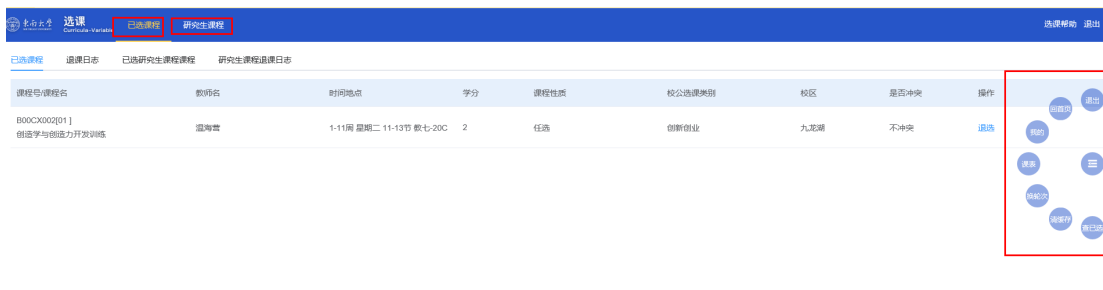 東南大學 选课 已选课程 研究生课程 选课帮助 退出
Curricula-Variable
已选课程 退课日志 已选研究生课程课程 研究生课程退课日志
课程号/课程名 教师名 时间地点 学分 课程性质 校公选课类别 校区 是否冲突 操作
B00CX002[01 ]
创造学与创造力开发训练 温海营 1-11周 星期二 11-13节 教七-20C 2 任选 创新创业 九龙湖 不冲突 退选
退出
回首页
我的
课表
换轮次
清缓存
查已选